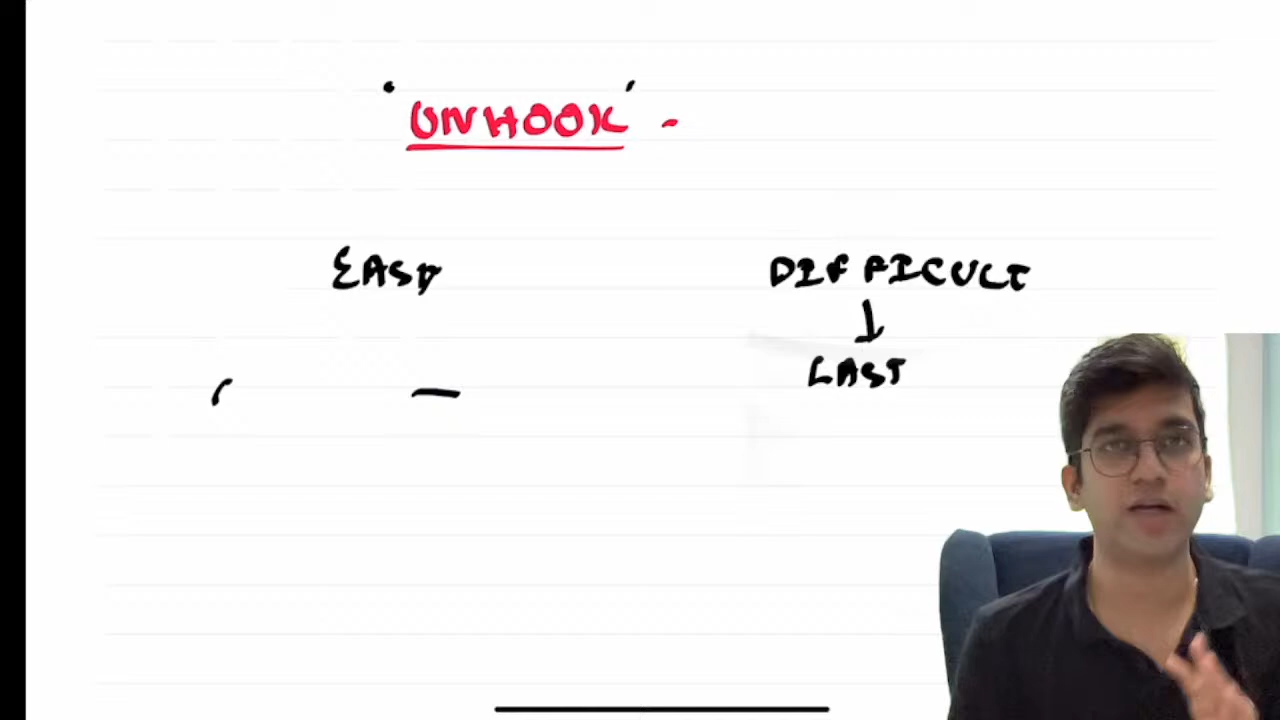 'UNHOOK' -
EASY
DIFFICULT
↓
LAST
( —